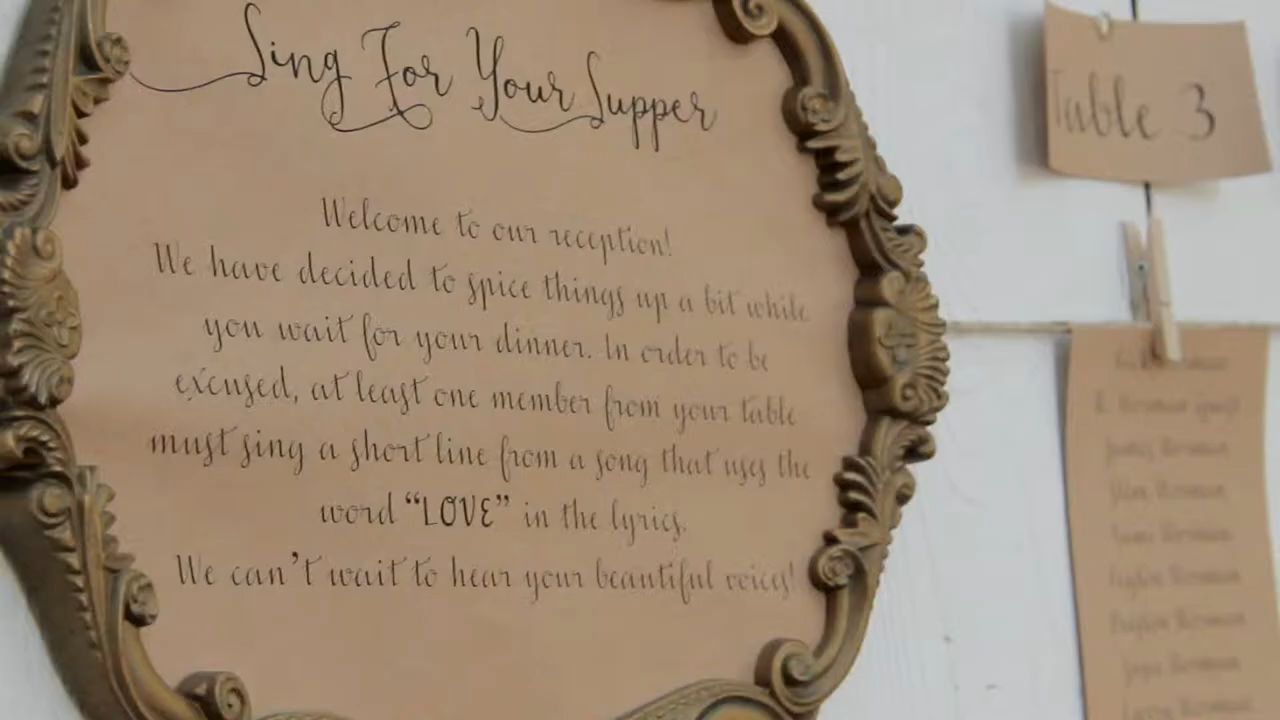 Sing For Your Supper
Welcome to our reception!
We have decided to spice things up a bit while
you wait for your dinner. In order to be
excused, at least one member from your table
must sing a short line from a song that uses the
word “LOVE” in the lyrics.
We can’t wait to hear your beautiful voices!
Table 3